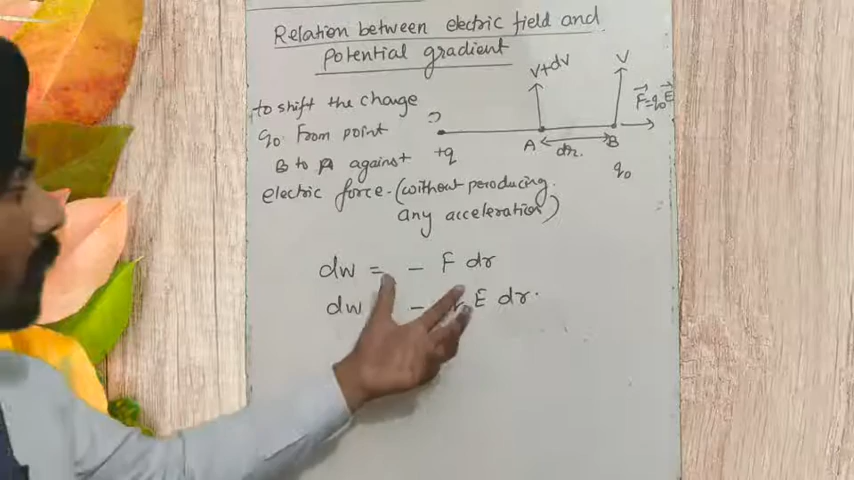 Relation between electric field and
Potential gradient
to shift the charge
q₀ from point
B to A against
electric force. (without peroducing
any acceleration)
V+dV
V
F⃗=q₀E⃗
+q
A
dr.
B
q₀
dw = - F dr
dw - E dr.